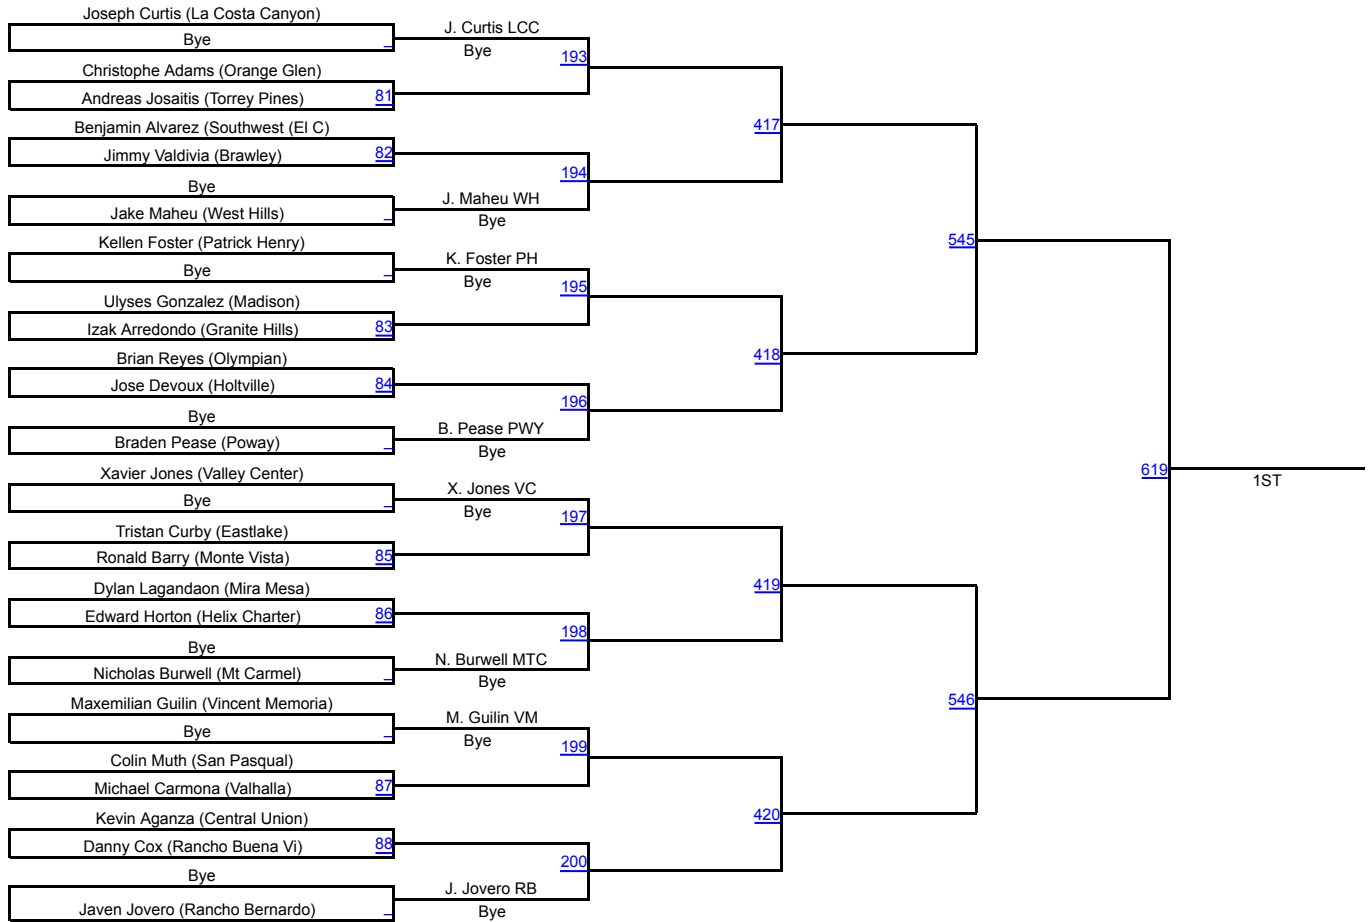 Joseph Curtis (La Costa Canyon)
J. Curtis LCC
Bye
Bye
193
Christophe Adams (Orange Glen)
Andreas Josaitis (Torrey Pines) 81
Benjamin Alvarez (Southwest (El C)
417
Jimmy Valdivia (Brawley) 82
194
Bye
J. Maheu WH
Jake Maheu (West Hills)
Bye
Kellen Foster (Patrick Henry)
545
K. Foster PH
Bye
Bye
195
Ulyses Gonzalez (Madison)
Izak Arredondo (Granite Hills) 83
Brian Reyes (Olympian)
418
Jose Devoux (Holtville) 84
196
Bye
B. Pease PWY
Braden Pease (Poway)
Bye
Xavier Jones (Valley Center)
619
1ST
X. Jones VC
Bye
Bye
197
Tristan Curby (Eastlake)
Ronald Barry (Monte Vista) 85
Dylan Lagandaon (Mira Mesa)
419
Edward Horton (Helix Charter) 86
198
Bye
N. Burwell MTC
Nicholas Burwell (Mt Carmel)
Bye
Maxemilian Guilin (Vincent Memoria)
546
M. Guilin VM
Bye
Bye
199
Colin Muth (San Pasqual)
Michael Carmona (Valhalla) 87
Kevin Aganza (Central Union)
420
Danny Cox (Rancho Buena Vi) 88
200
Bye
J. Jovero RB
Javen Jovero (Rancho Bernardo)
Bye